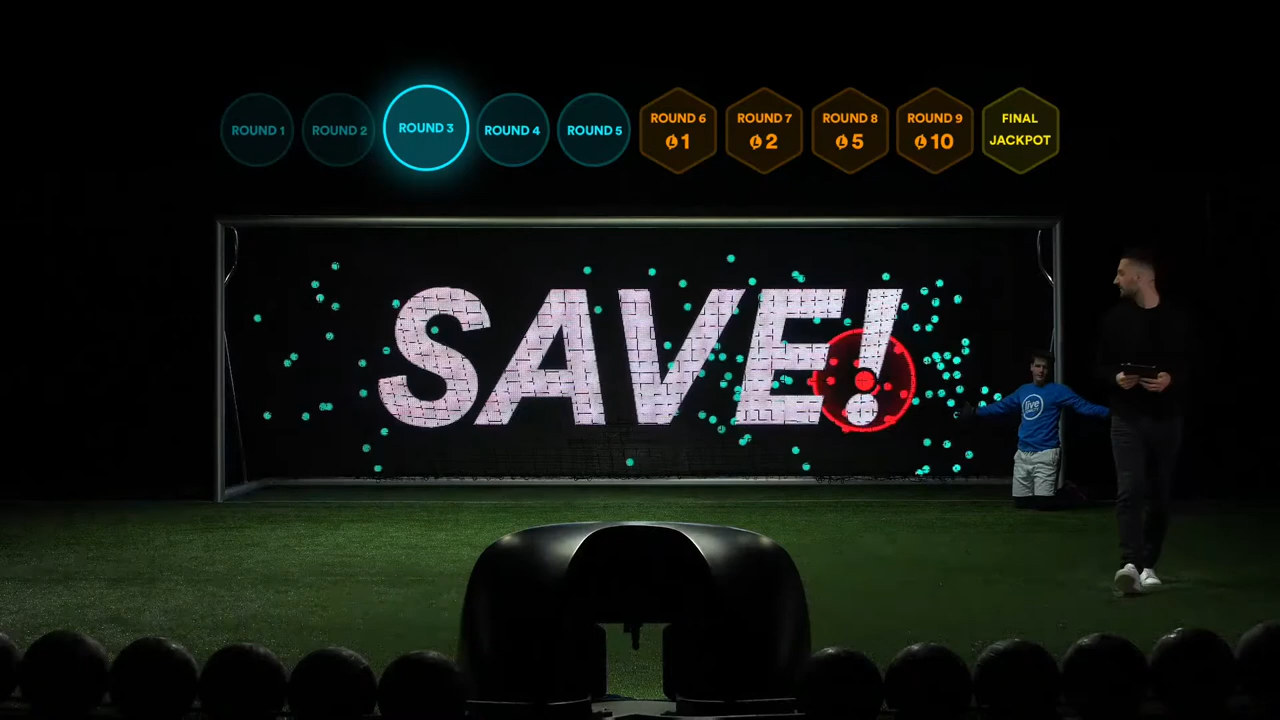 ROUND 1
ROUND 2
ROUND 3
ROUND 4
ROUND 5
ROUND 6
1
ROUND 7
2
ROUND 8
5
ROUND 9
10
FINAL
JACKPOT
SAVE!
live